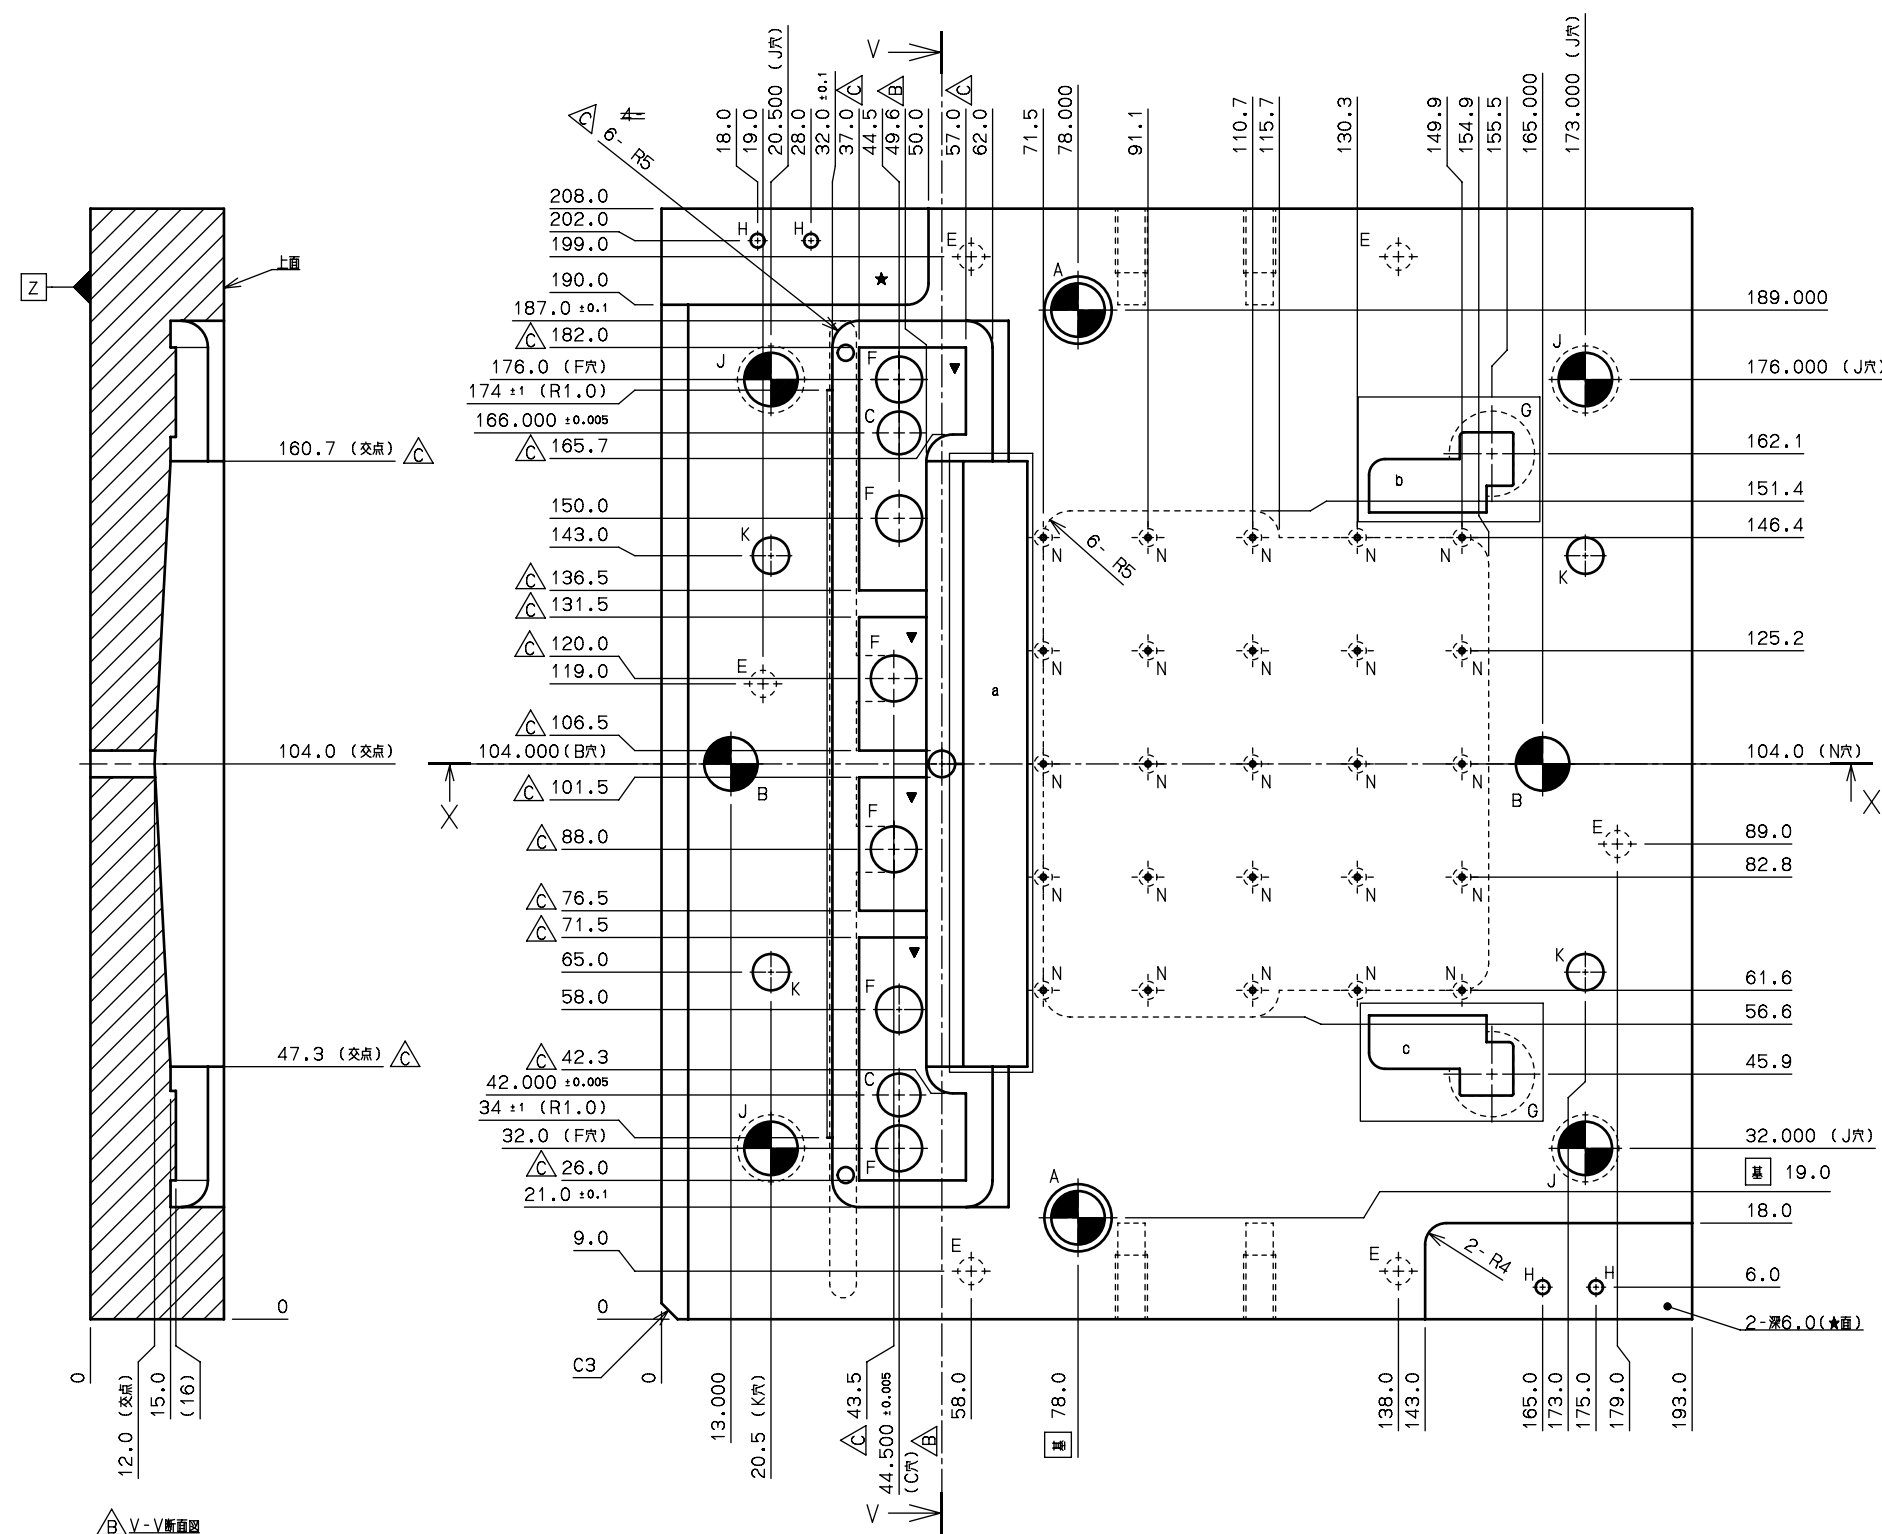 Z
上面
160.7 (交点) C
104.0 (交点)
47.3 (交点) C
0
0
12.0 (交点)
15.0
(16)
B V-V断面図
V
C 4- 6- R5
18.0
19.0
20.500 (J穴)
28.0
32.0 ±0.1
37.0 C
44.5
49.6 B
50.0
57.0 C
62.0
71.5
78.000
91.1
110.7
115.7
130.3
149.9
154.9
155.5
165.000
173.000 (J穴)
208.0
202.0
199.0
190.0
187.0 ±0.1
C 182.0
176.0 (F穴)
174 ±1 (R1.0)
166.000 ±0.005
C 165.7
150.0
143.0
C 136.5
C 131.5
C 120.0
119.0
C 106.5
104.000(B穴)
C 101.5
C 88.0
C 76.5
C 71.5
65.0
58.0
C 42.3
42.000 ±0.005
34 ±1 (R1.0)
32.0 (F穴)
C 26.0
21.0 ±0.1
9.0
0
C3
X
H H ★ E A E
J F ▼ C J G
b
F K K
6- R5
N N N N N
F ▼ E a
N N N N N
B B
N N N N N
F ▼ E
N N N N N
▼ K F K
N N N N N
c
C J F G J
A
E E
2- R4
H H
189.000
176.000 (J穴)
162.1
151.4
146.4
125.2
104.0 (N穴)
X
89.0
82.8
61.6
56.6
45.9
32.000 (J穴)
基 19.0
18.0
6.0
2-深6.0(★面)
0
13.000
20.5 (K穴)
C 43.5
44.500 ±0.005 (C穴) B
58.0
基 78.0
138.0
143.0
165.0
173.0
175.0
179.0
193.0
V